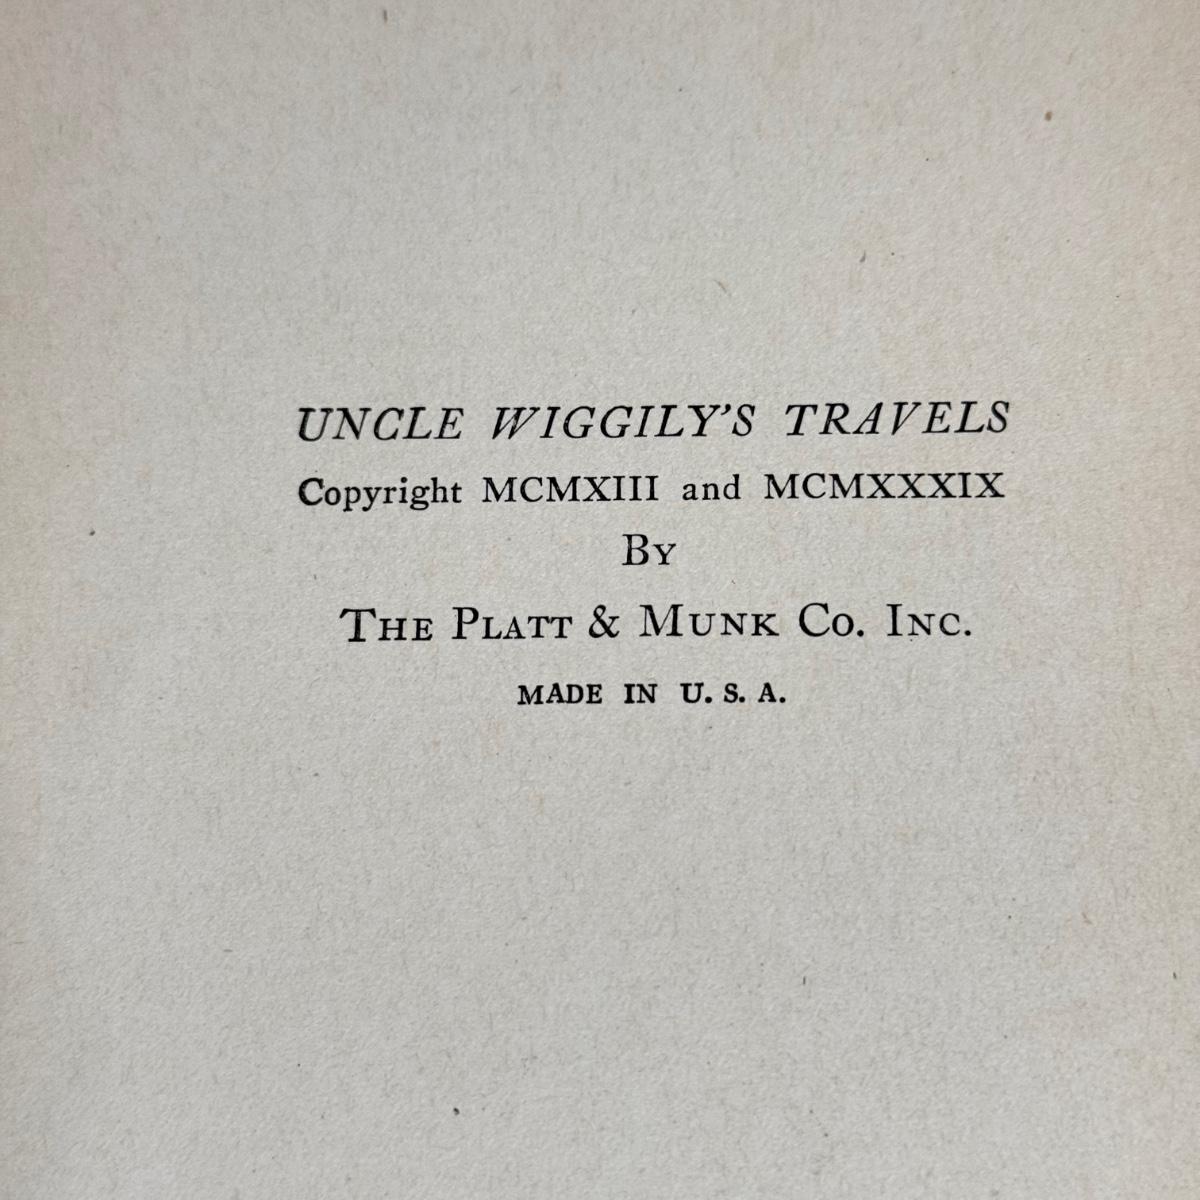 UNCLE WIGGILY'S TRAVELS
Copyright MCMXIII and MCMXXXIX
By
The Platt & Munk Co. Inc.
MADE IN U. S. A.